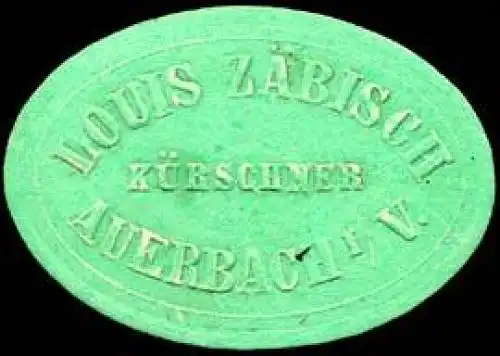 LOUIS ZÄBISCH
KÜRSCHNER
AUERBACH I. V.